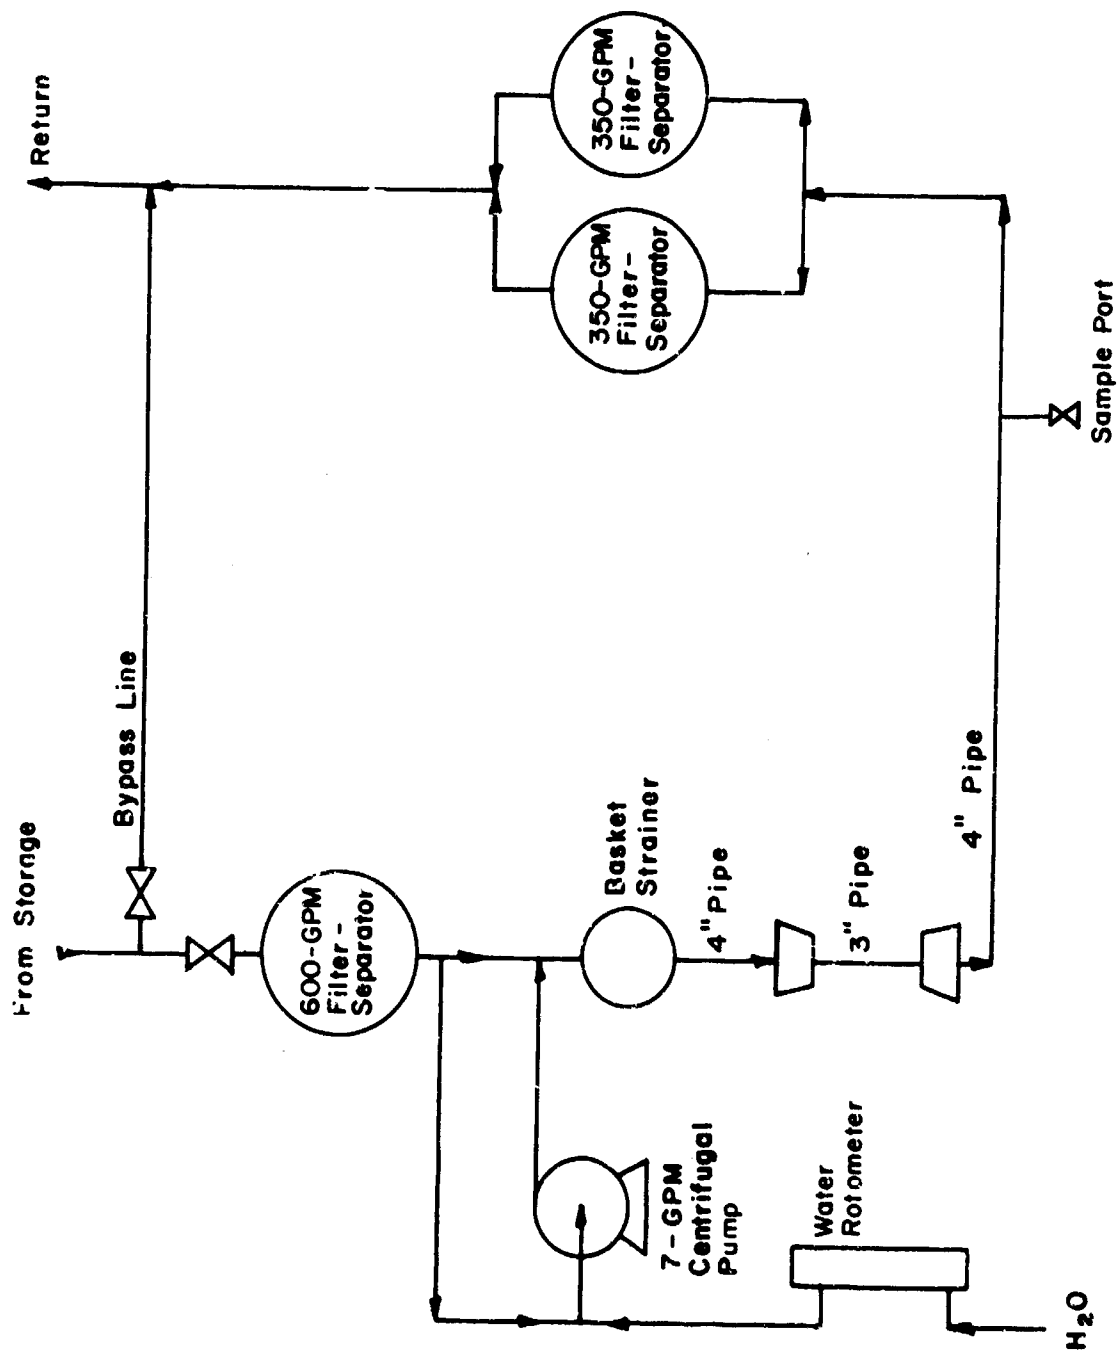 From Storage
Bypass Line
Return
600-GPM
Filter-
Separator
350-GPM
Filter-
Separator
350-GPM
Filter-
Separator
Basket
Strainer
4" Pipe
3" Pipe
4" Pipe
7-GPM
Centrifugal
Pump
Water
Rotometer
H₂O
Sample Port